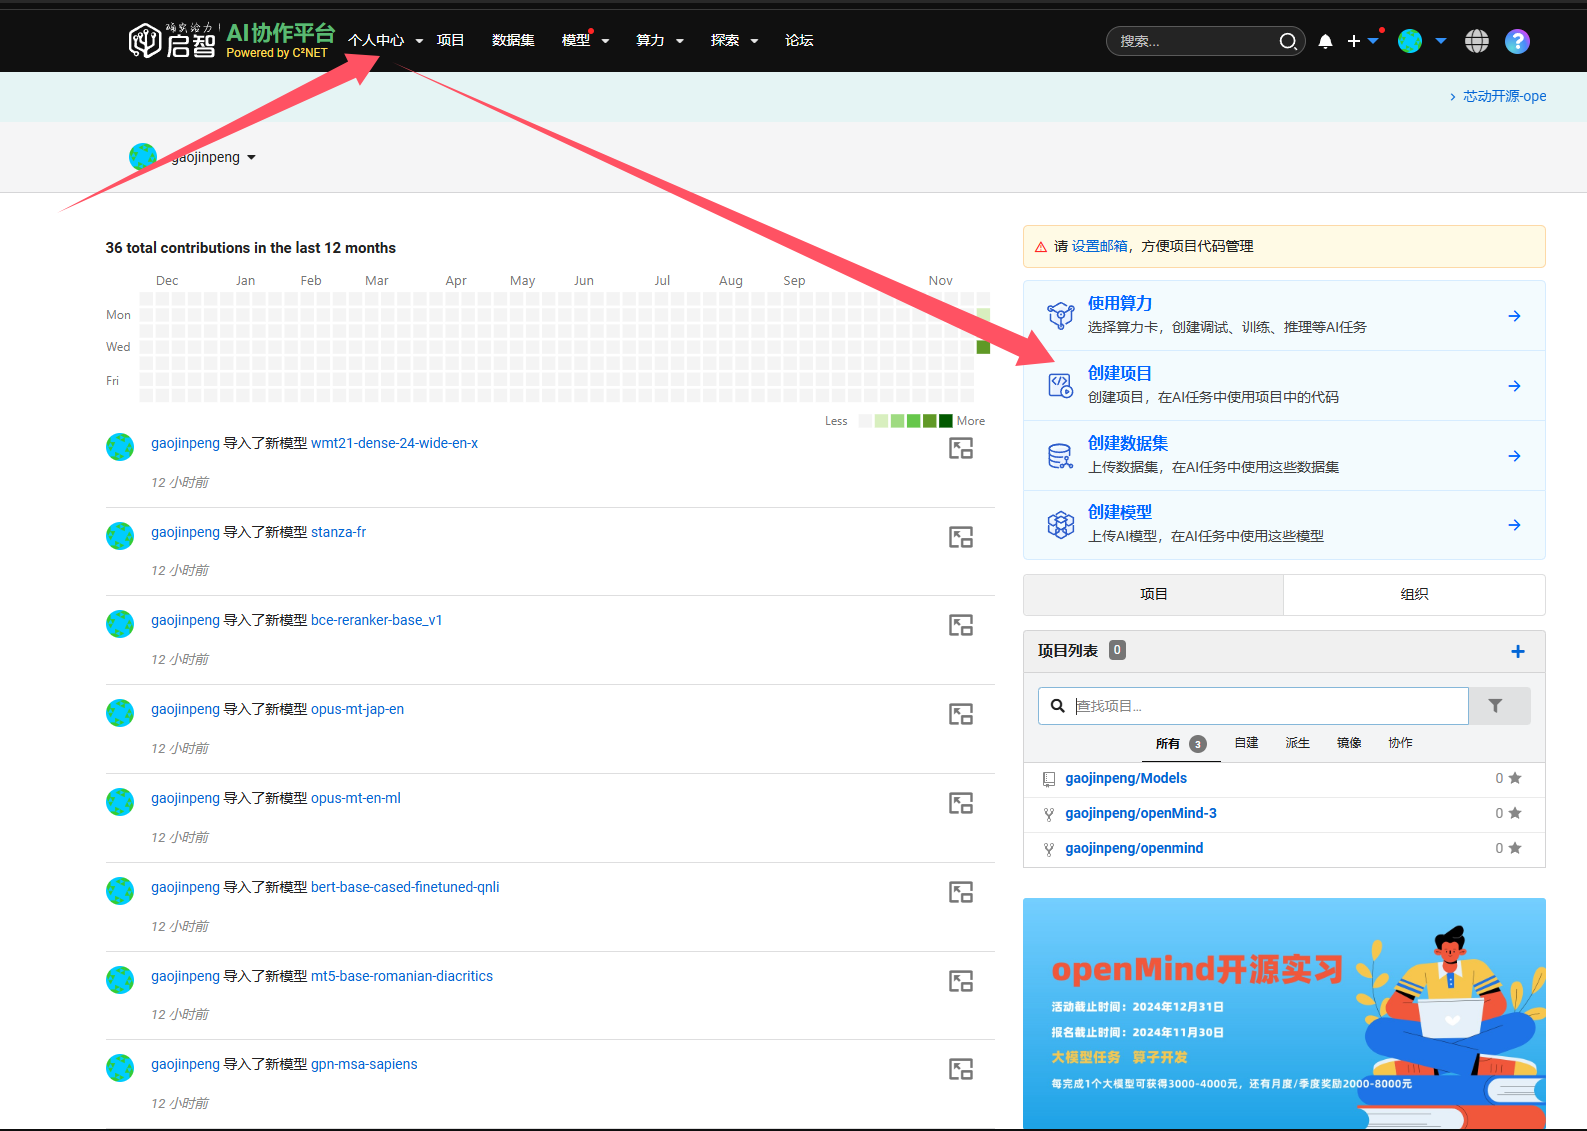 确实给力!
启智
AI协作平台
Powered by C²NET
个人中心
项目
数据集
模型
算力
探索
论坛
搜索...
芯动开源-ope
gaojinpeng
36 total contributions in the last 12 months
Dec Jan Feb Mar Apr May Jun Jul Aug Sep Nov
Mon
Wed
Fri
Less More
gaojinpeng 导入了新模型 wmt21-dense-24-wide-en-x
12 小时前
gaojinpeng 导入了新模型 stanza-fr
12 小时前
gaojinpeng 导入了新模型 bce-reranker-base_v1
12 小时前
gaojinpeng 导入了新模型 opus-mt-jap-en
12 小时前
gaojinpeng 导入了新模型 opus-mt-en-ml
12 小时前
gaojinpeng 导入了新模型 bert-base-cased-finetuned-qnli
12 小时前
gaojinpeng 导入了新模型 mt5-base-romanian-diacritics
12 小时前
gaojinpeng 导入了新模型 gpn-msa-sapiens
12 小时前
请 设置邮箱，方便项目代码管理
使用算力
选择算力卡，创建调试、训练、推理等AI任务
创建项目
创建项目，在AI任务中使用项目中的代码
创建数据集
上传数据集，在AI任务中使用这些数据集
创建模型
上传AI模型，在AI任务中使用这些模型
项目 组织
项目列表 0
查找项目...
所有 3 自建 派生 镜像 协作
gaojinpeng/Models 0
gaojinpeng/openMind-3 0
gaojinpeng/openmind 0
openMind开源实习
活动截止时间：2024年12月31日
报名截止时间：2024年11月30日
大模型任务 算子开发
每完成1个大模型可获得3000-4000元，还有月度/季度奖励2000-8000元